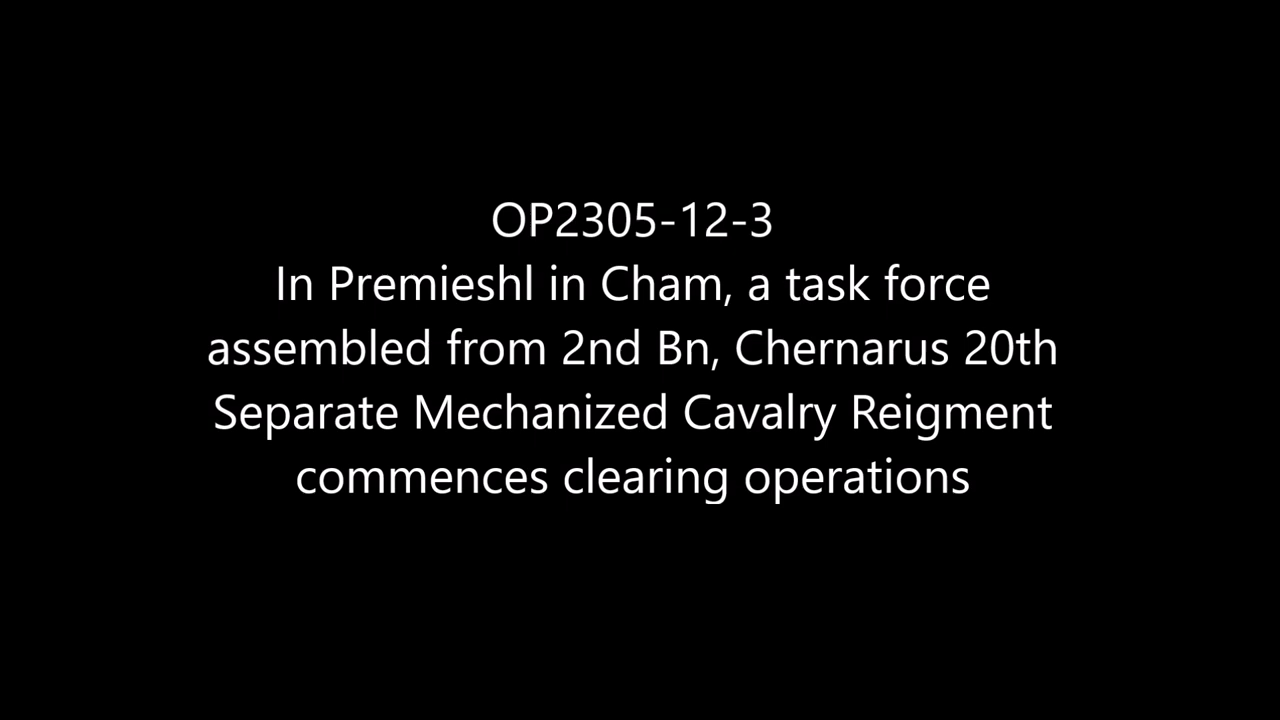 OP2305-12-3
In Premieshl in Cham, a task force
assembled from 2nd Bn, Chernarus 20th
Separate Mechanized Cavalry Reigment
commences clearing operations